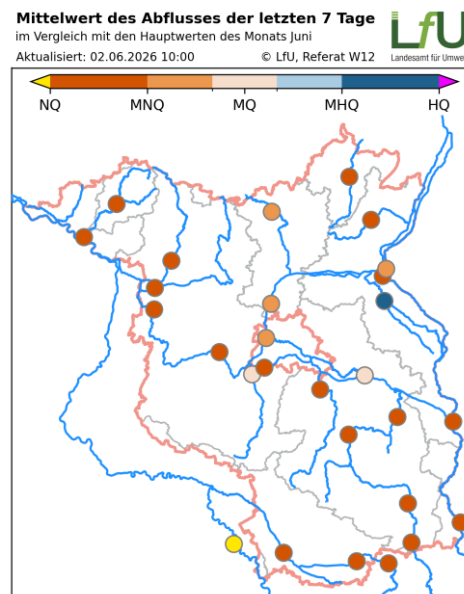 Mittelwert des Abflusses der letzten 7 Tage
im Vergleich mit den Hauptwerten des Monats Juni
Aktualisiert: 02.06.2026 10:00 © LfU, Referat W12
LfU
Landesamt für Umwe
NQ MNQ MQ MHQ HQ